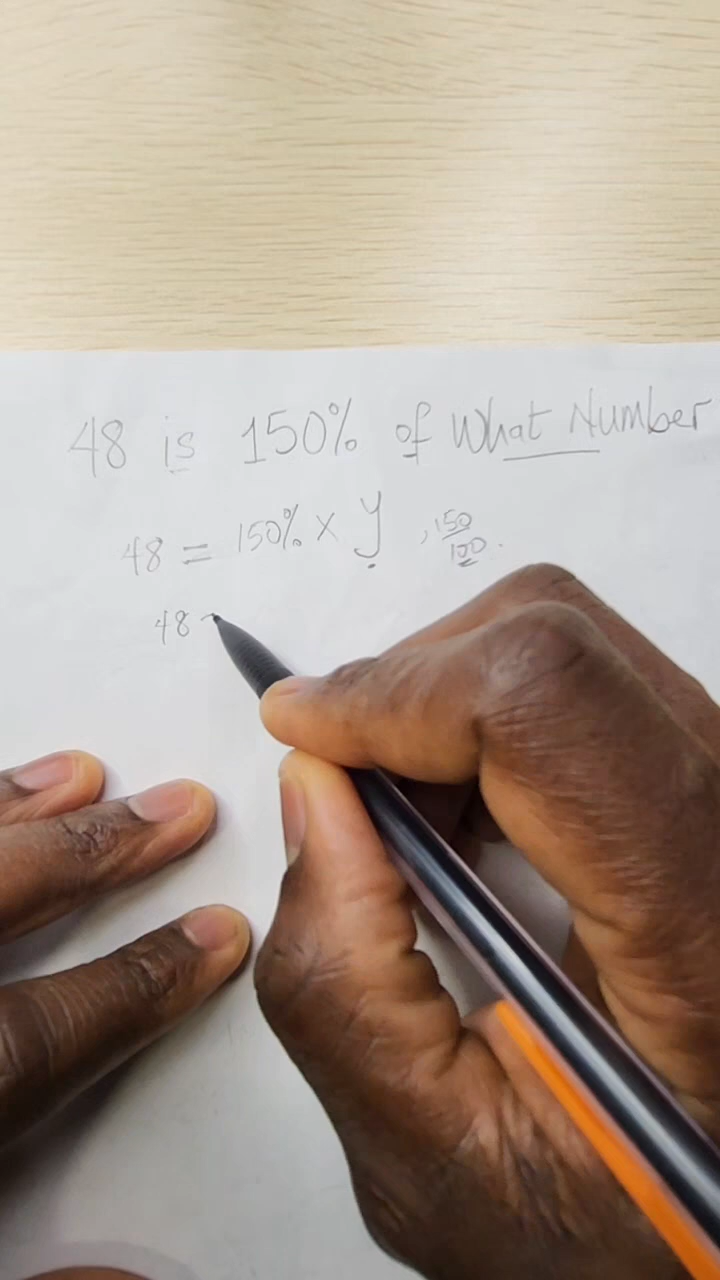 48 is 150% of What Number
48 = 150% x y , 150/100.
48